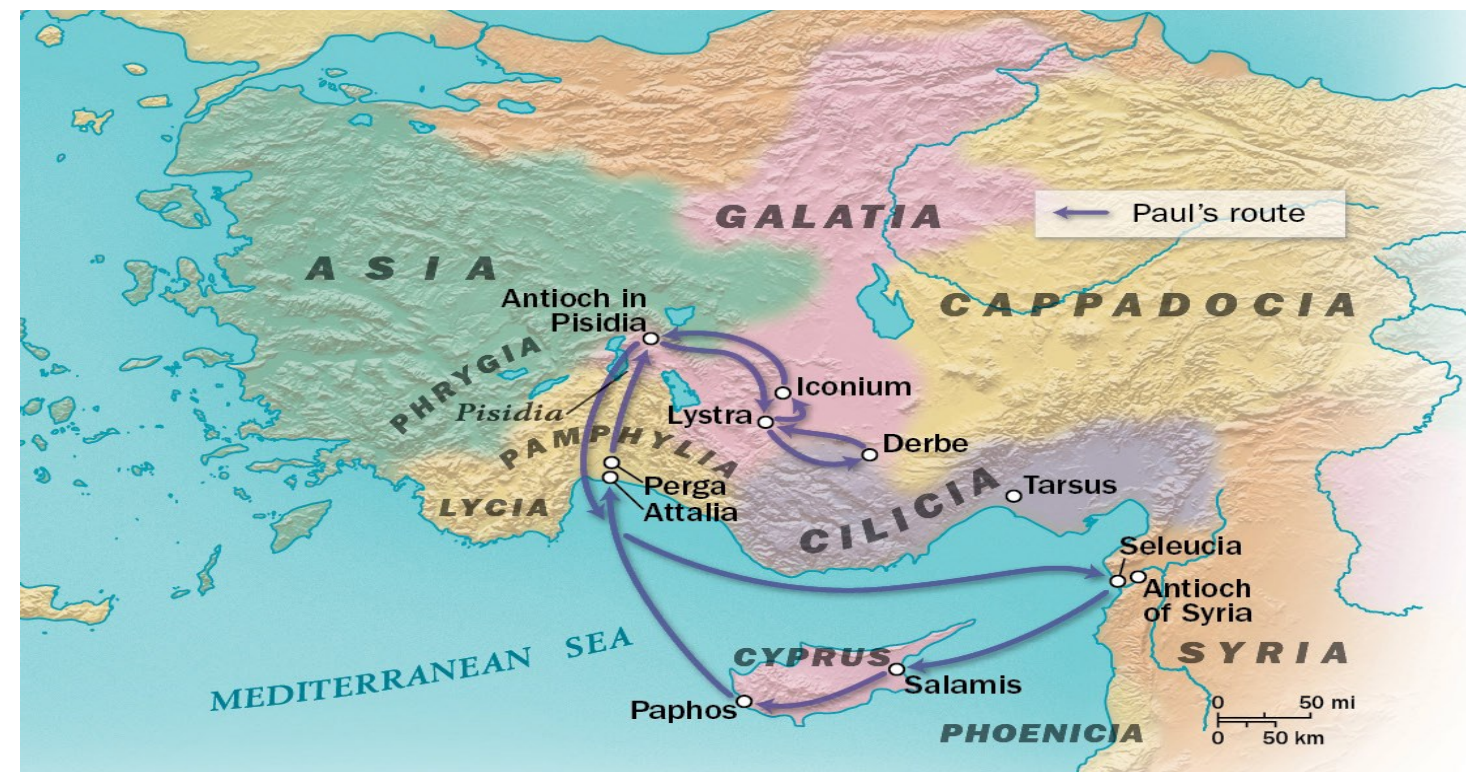 Paul's route
GALATIA
ASIA
CAPPADOCIA
Antioch in
Pisidia
PHRYGIA
Pisidia
Iconium
Lystra
PAMPHYLIA
Derbe
Perga
Attalia
LYCIA
CILICIA
Tarsus
Seleucia
Antioch
of Syria
MEDITERRANEAN SEA
CYPRUS
Salamis
Paphos
SYRIA
PHOENICIA
0 50 mi
0 50 km